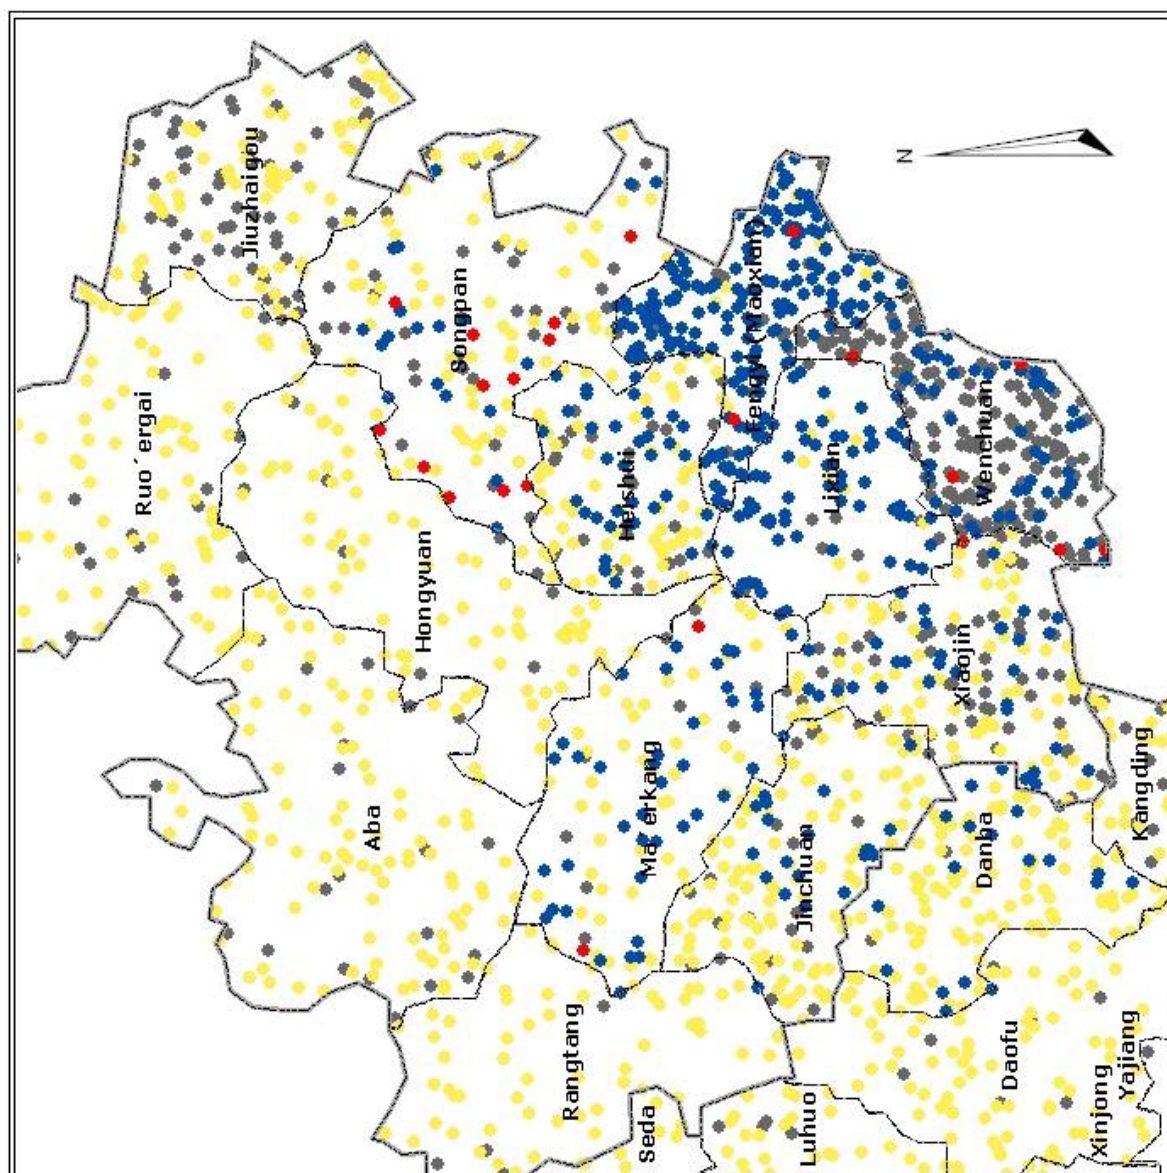 Jiuzhaigou
Ruo´ergai
Songpan
Fengyi (Maoxian)
Hongyuan
Heishui
Lixian
Wenchuan
Aba
Ma´erkang
Xiaojin
Jinchuan
Danba
Kangding
Rangtang
Seda
Luhuo
Daofu
Xinjong
Yajiang
N